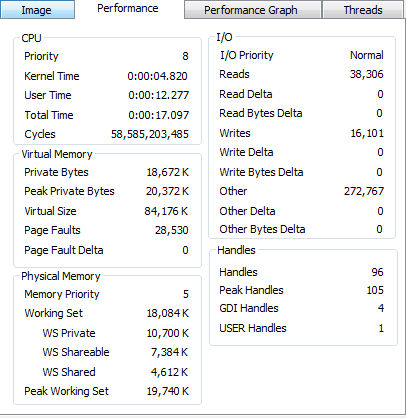 Image Performance Performance Graph Threads
CPU
Priority 8
Kernel Time 0:00:04.820
User Time 0:00:12.277
Total Time 0:00:17.097
Cycles 58,585,203,485
Virtual Memory
Private Bytes 18,672 K
Peak Private Bytes 20,372 K
Virtual Size 84,176 K
Page Faults 28,530
Page Fault Delta 0
Physical Memory
Memory Priority 5
Working Set 18,084 K
WS Private 10,700 K
WS Shareable 7,384 K
WS Shared 4,612 K
Peak Working Set 19,740 K
I/O
I/O Priority Normal
Reads 38,306
Read Delta 0
Read Bytes Delta 0
Writes 16,101
Write Delta 0
Write Bytes Delta 0
Other 272,767
Other Delta 0
Other Bytes Delta 0
Handles
Handles 96
Peak Handles 105
GDI Handles 4
USER Handles 1